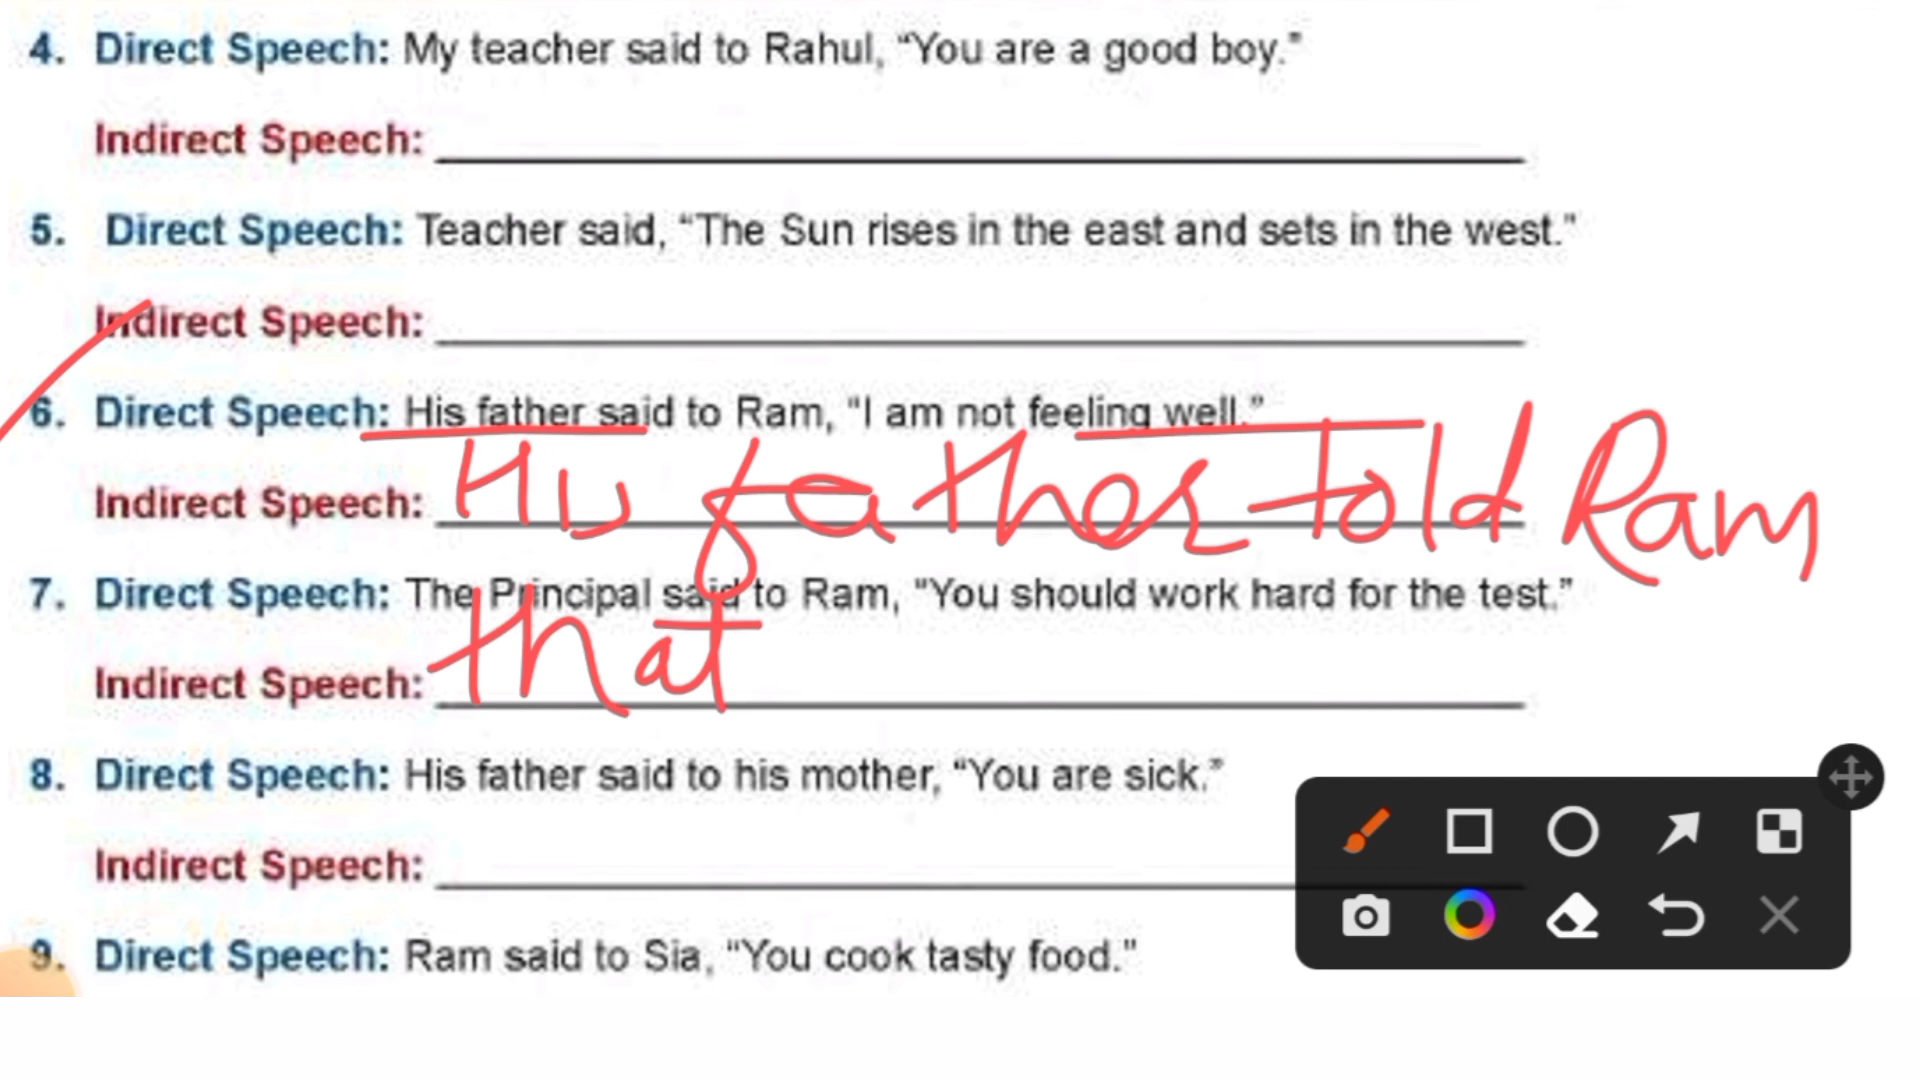 4. Direct Speech: My teacher said to Rahul, “You are a good boy.”
Indirect Speech:
5. Direct Speech: Teacher said, “The Sun rises in the east and sets in the west.”
Indirect Speech:
6. Direct Speech: His father said to Ram, “I am not feeling well.”
Indirect Speech: His father told Ram
7. Direct Speech: The Principal said to Ram, “You should work hard for the test.”
that
Indirect Speech:
8. Direct Speech: His father said to his mother, “You are sick.”
Indirect Speech:
9. Direct Speech: Ram said to Sia, “You cook tasty food.”